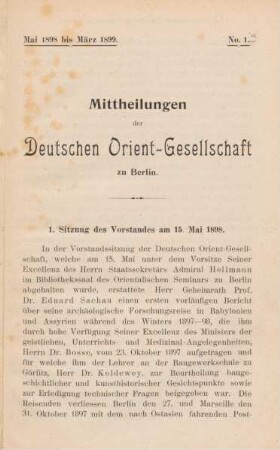 Mai 1898 bis März 1899.
No. 1.
Mittheilungen
der
Deutschen Orient-Gesellschaft
zu Berlin.
1. Sitzung des Vorstandes am 15. Mai 1898.
In der Vorstandssitzung der Deutschen Orient-Gesell-
schaft, welche am 15. Mai unter dem Vorsitze Seiner
Excellenz des Herrn Staatssekretärs Admiral Hollmann
im Bibliothekssaal des Orientalischen Seminars zu Berlin
abgehalten wurde, erstattete Herr Geheimrath Prof.
Dr. Eduard Sachau einen ersten vorläufigen Bericht
über seine archäologische Forschungsreise in Babylonien
und Assyrien während des Winters 1897—98, die ihm
durch hohe Verfügung Seiner Excellenz des Ministers der
geistlichen, Unterrichts- und Medizinal-Angelegenheiten,
Herrn Dr. Bosse, vom 23. Oktober 1897 aufgetragen und
für welche ihm der Lehrer an der Baugewerkschule zu
Görlitz, Herr Dr. Koldewey, zur Beurtheilung bauge-
schichtlicher und kunsthistorischer Gesichtspunkte sowie
zur Erledigung technischer Fragen beigegeben war. Die
Reisenden verliessen Berlin den 27. und Marseille den
31. Oktober 1897 mit dem nach Ostasien fahrenden Post-